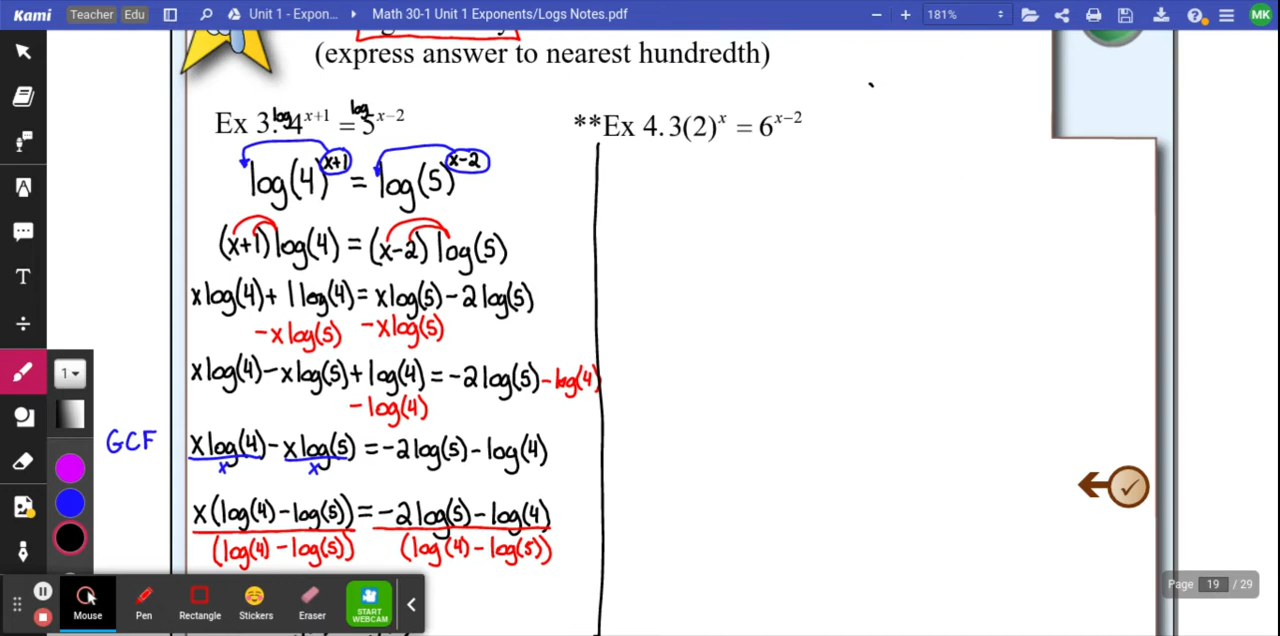 Kami Teacher Edu Unit 1 - Expon... Math 30-1 Unit 1 Exponents/Logs Notes.pdf 181% MK
(express answer to nearest hundredth)
Ex 3. log 4^{x+1} = log 5^{x-2}
log(4)^{x+1} = log(5)^{x-2}
(x+1)log(4) = (x-2)log(5)
xlog(4) + 1log(4) = xlog(5) - 2log(5)
-xlog(5) -xlog(5)
xlog(4) - xlog(5) + log(4) = -2log(5) -log(4)
-log(4)
GCF xlog(4) - xlog(5) = -2log(5) - log(4)
x x
x(log(4) - log(5)) = -2log(5) - log(4)
(log(4) - log(5)) (log(4) - log(5))
**Ex 4. 3(2)^x = 6^{x-2}
T
1
Page 19 / 29
Mouse Pen Rectangle Stickers Eraser START
WEBCAM